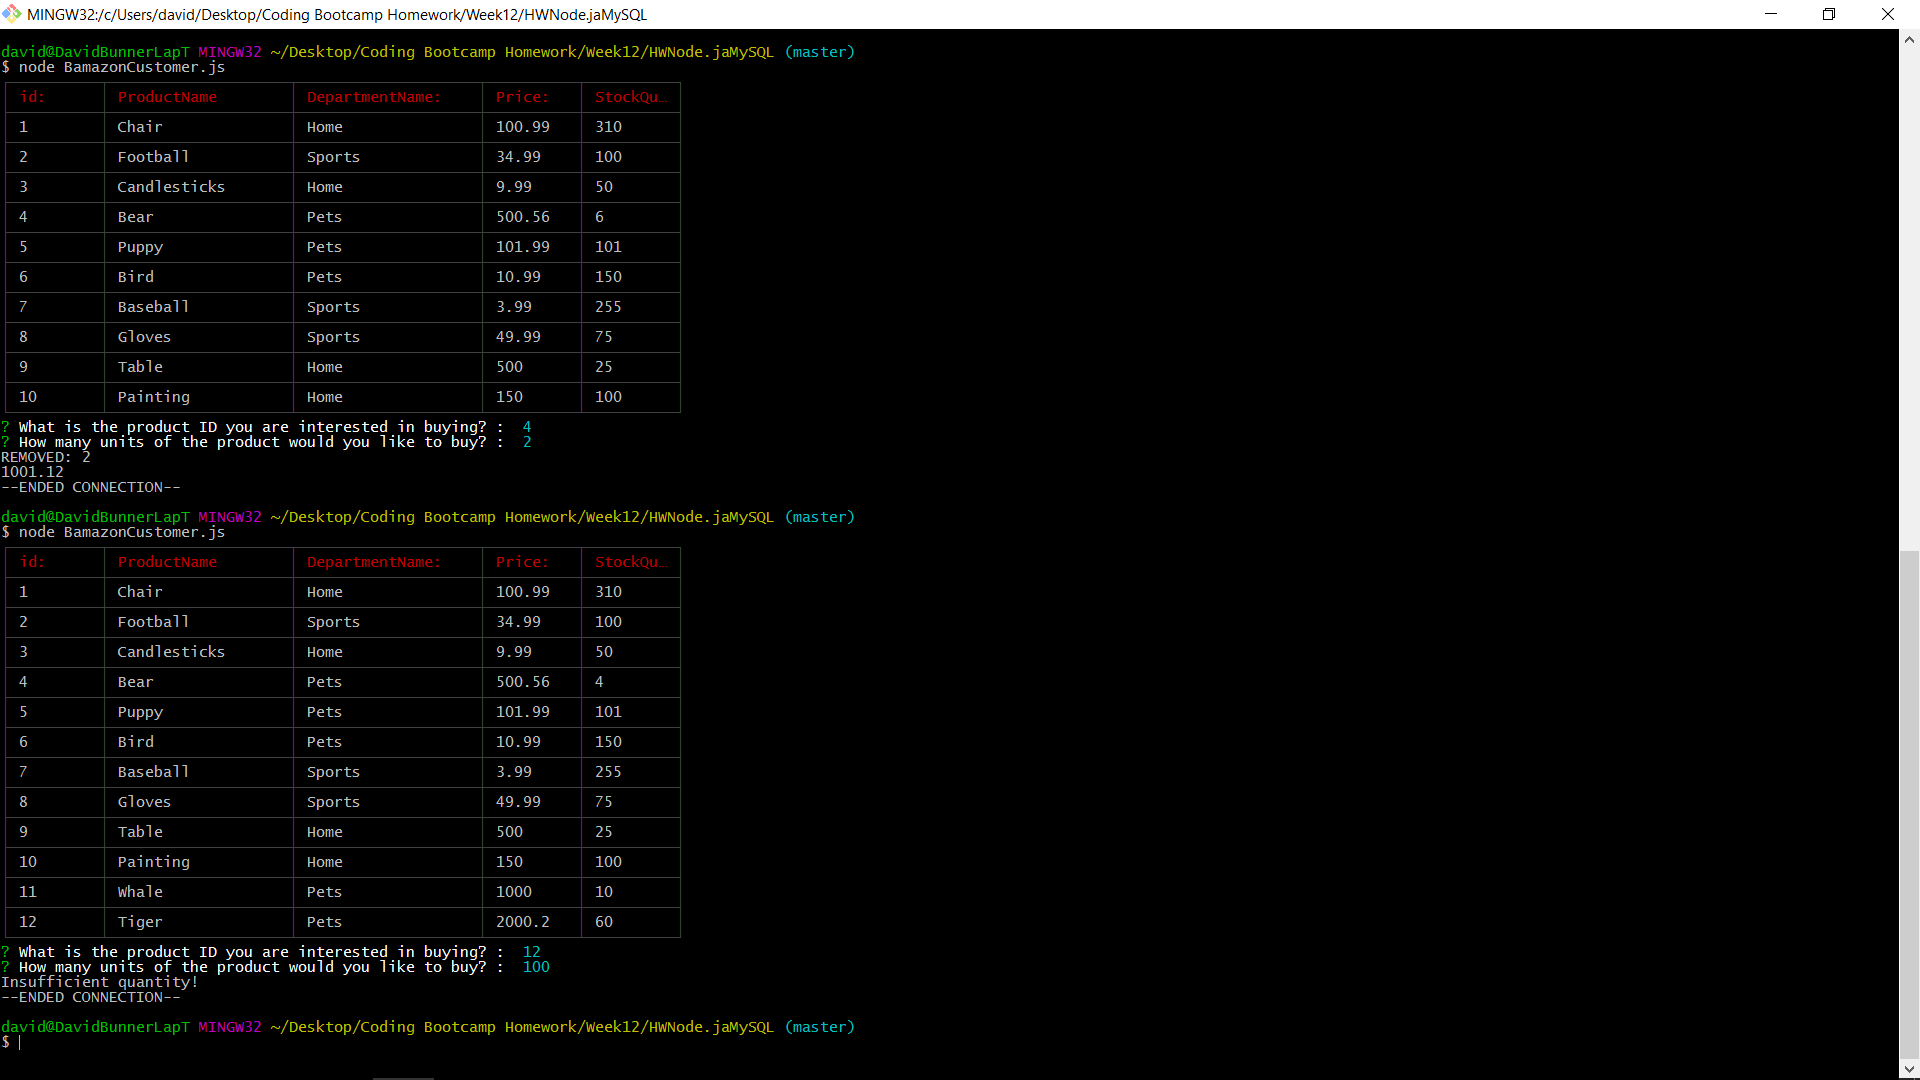 MINGW32:/c/Users/david/Desktop/Coding Bootcamp Homework/Week12/HWNode.jaMySQL
david@DavidBunnerLapT MINGW32 ~/Desktop/Coding Bootcamp Homework/Week12/HWNode.jaMySQL (master)
$ node BamazonCustomer.js
id: ProductName DepartmentName: Price: StockQu…
1 Chair Home 100.99 310
2 Football Sports 34.99 100
3 Candlesticks Home 9.99 50
4 Bear Pets 500.56 6
5 Puppy Pets 101.99 101
6 Bird Pets 10.99 150
7 Baseball Sports 3.99 255
8 Gloves Sports 49.99 75
9 Table Home 500 25
10 Painting Home 150 100
? What is the product ID you are interested in buying? : 4
? How many units of the product would you like to buy? : 2
REMOVED: 2
1001.12
--ENDED CONNECTION--
david@DavidBunnerLapT MINGW32 ~/Desktop/Coding Bootcamp Homework/Week12/HWNode.jaMySQL (master)
$ node BamazonCustomer.js
id: ProductName DepartmentName: Price: StockQu…
1 Chair Home 100.99 310
2 Football Sports 34.99 100
3 Candlesticks Home 9.99 50
4 Bear Pets 500.56 4
5 Puppy Pets 101.99 101
6 Bird Pets 10.99 150
7 Baseball Sports 3.99 255
8 Gloves Sports 49.99 75
9 Table Home 500 25
10 Painting Home 150 100
11 Whale Pets 1000 10
12 Tiger Pets 2000.2 60
? What is the product ID you are interested in buying? : 12
? How many units of the product would you like to buy? : 100
Insufficient quantity!
--ENDED CONNECTION--
david@DavidBunnerLapT MINGW32 ~/Desktop/Coding Bootcamp Homework/Week12/HWNode.jaMySQL (master)
$